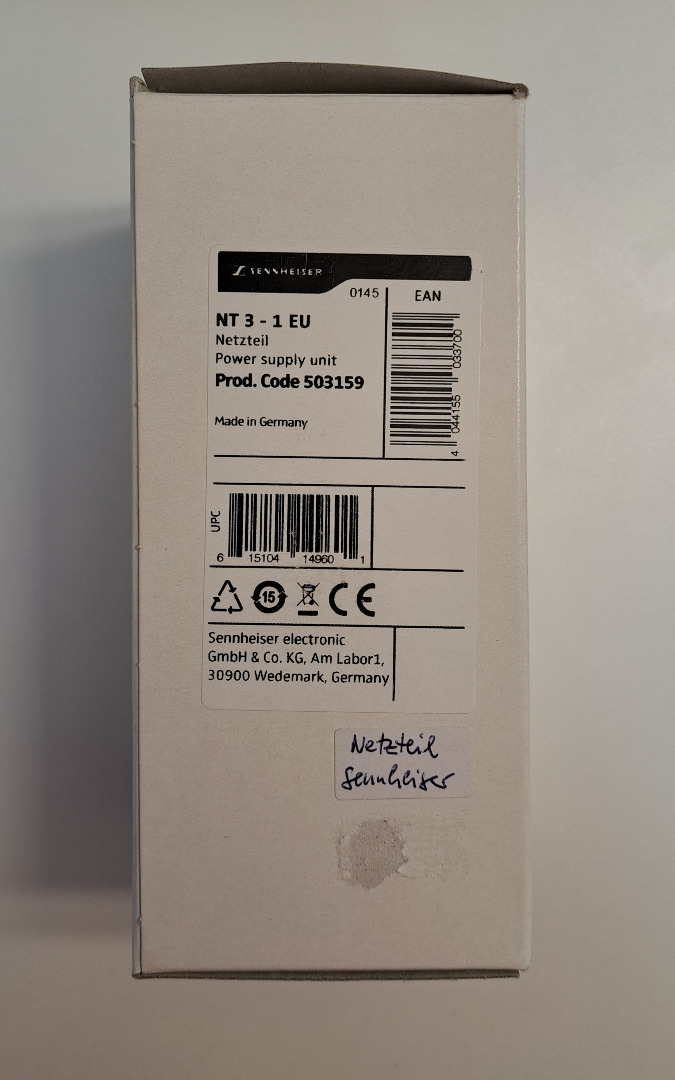 SENNHEISER
0145
EAN
NT 3 - 1 EU
Netzteil
Power supply unit
Prod. Code 503159
Made in Germany
4 044155 033700
UPC
6 15104 14960 1
15
CE
Sennheiser electronic
GmbH & Co. KG, Am Labor1,
30900 Wedemark, Germany
Netzteil
Sennheiser